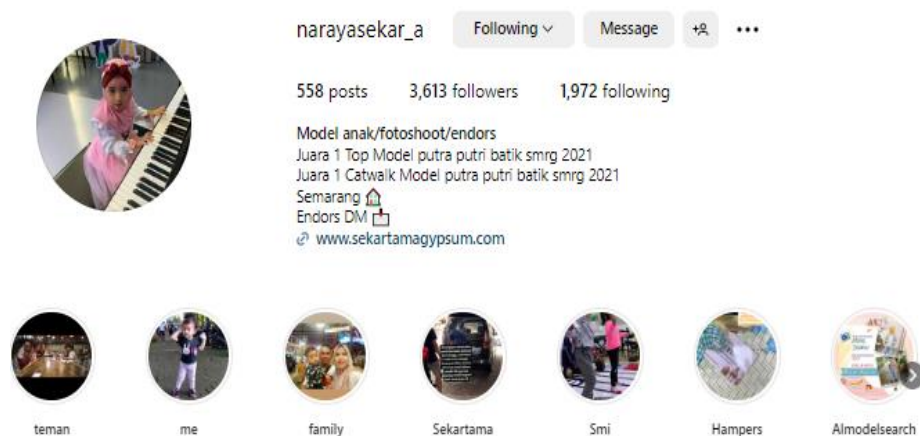 narayasekar_a Following Message
558 posts 3,613 followers 1,972 following
Model anak/fotoshoot/endors
Juara 1 Top Model putra putri batik smrg 2021
Juara 1 Catwalk Model putra putri batik smrg 2021
Semarang
Endors DM
www.sekartamagypsum.com
teman me family Sekartama Smi Hampers Almodelsearch